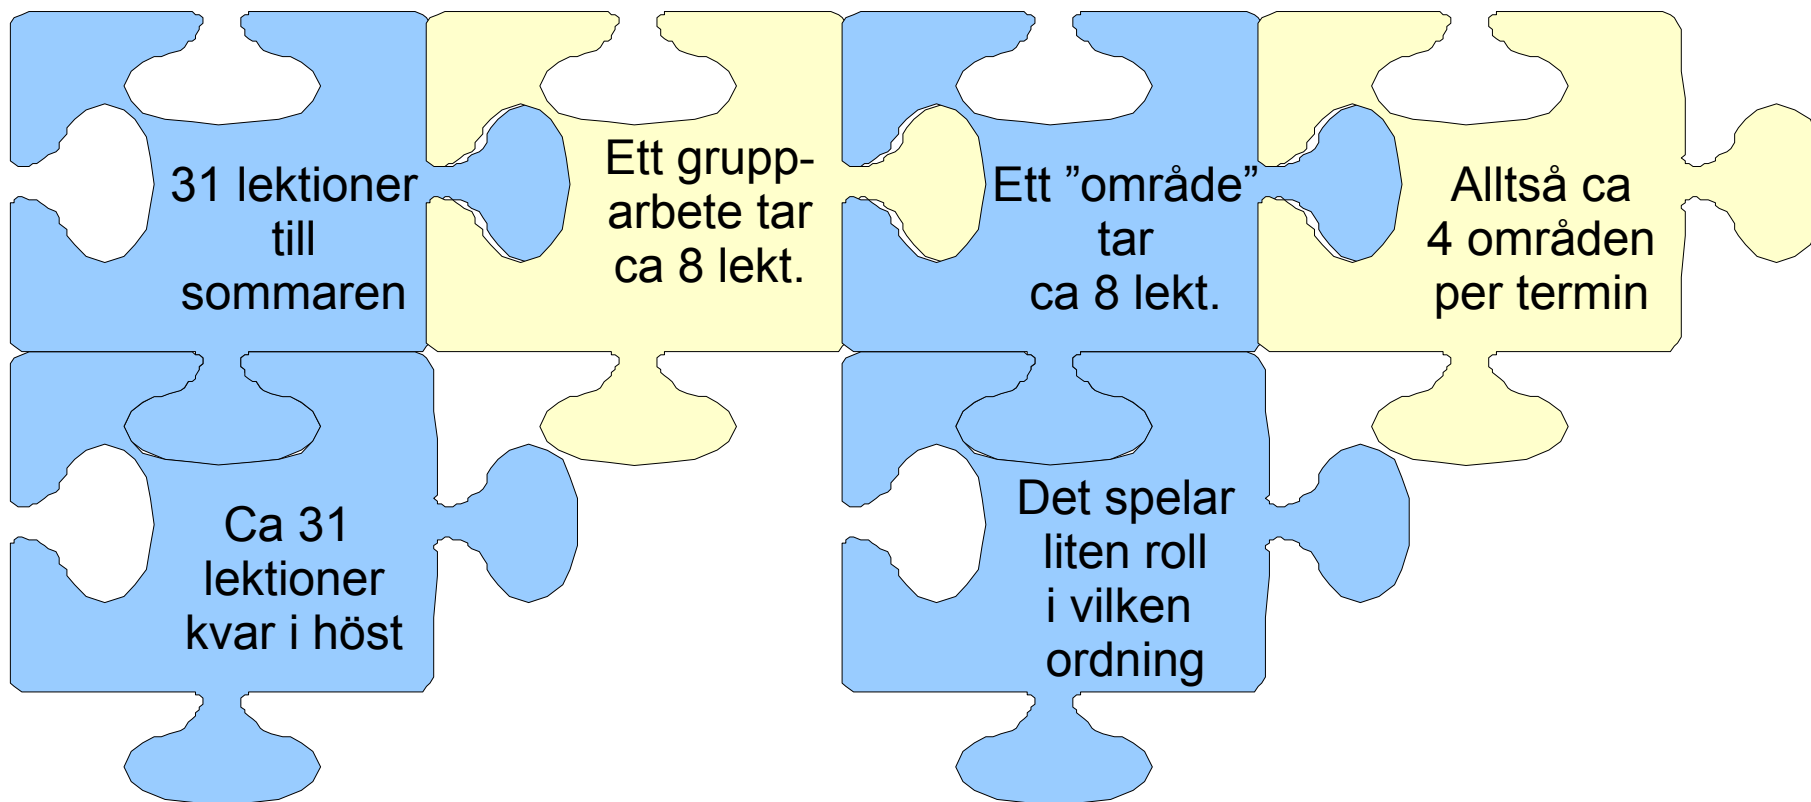 31 lektioner
till
sommaren
Ett grupp-
arbete tar
ca 8 lekt.
Ett ”område”
tar
ca 8 lekt.
Alltså ca
4 områden
per termin
Ca 31
lektioner
kvar i höst
Det spelar
liten roll
i vilken
ordning